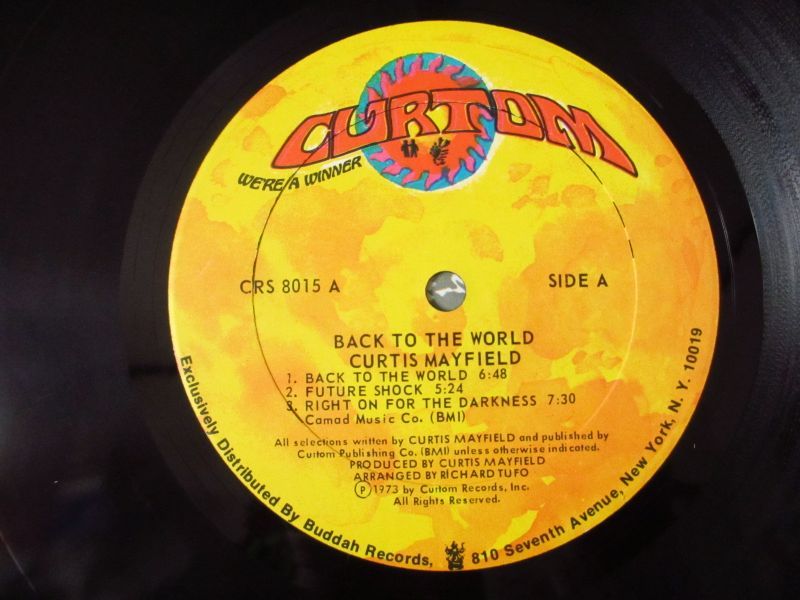 CURTOM
WE'RE A WINNER
CRS 8015 A
SIDE A
BACK TO THE WORLD
CURTIS MAYFIELD
1. BACK TO THE WORLD 6:48
2. FUTURE SHOCK 5:24
3. RIGHT ON FOR THE DARKNESS 7:30
Camad Music Co. (BMI)
All selections written by CURTIS MAYFIELD and published by
Curtom Publishing Co. (BMI) unless otherwise indicated.
PRODUCED BY CURTIS MAYFIELD
ARRANGED BY RICHARD TUFO
Ⓟ 1973 by Curtom Records, Inc.
All Rights Reserved.
Exclusively Distributed By Buddah Records, 810 Seventh Avenue, New York, N. Y. 10019